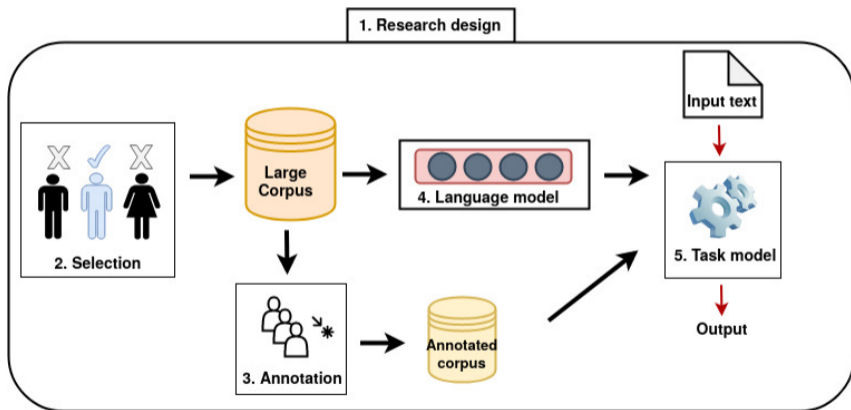 1. Research design
Input text
2. Selection
Large
Corpus
4. Language model
5. Task model
3. Annotation
Annotated
corpus
Output